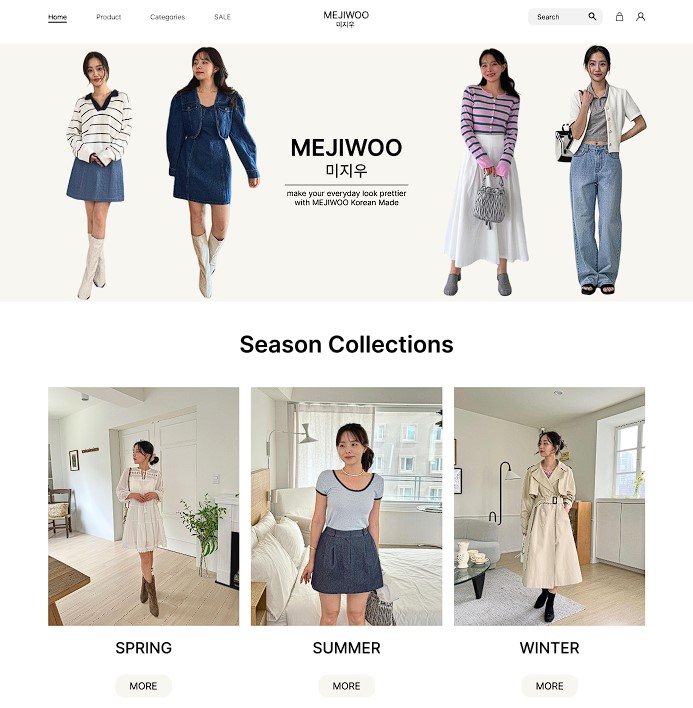 Home
Product
Categories
SALE
MEJIWOO
미지우
Search
MEJIWOO
미지우
make your everyday look prettier
with MEJIWOO Korean Made
Season Collections
SPRING
SUMMER
WINTER
MORE
MORE
MORE